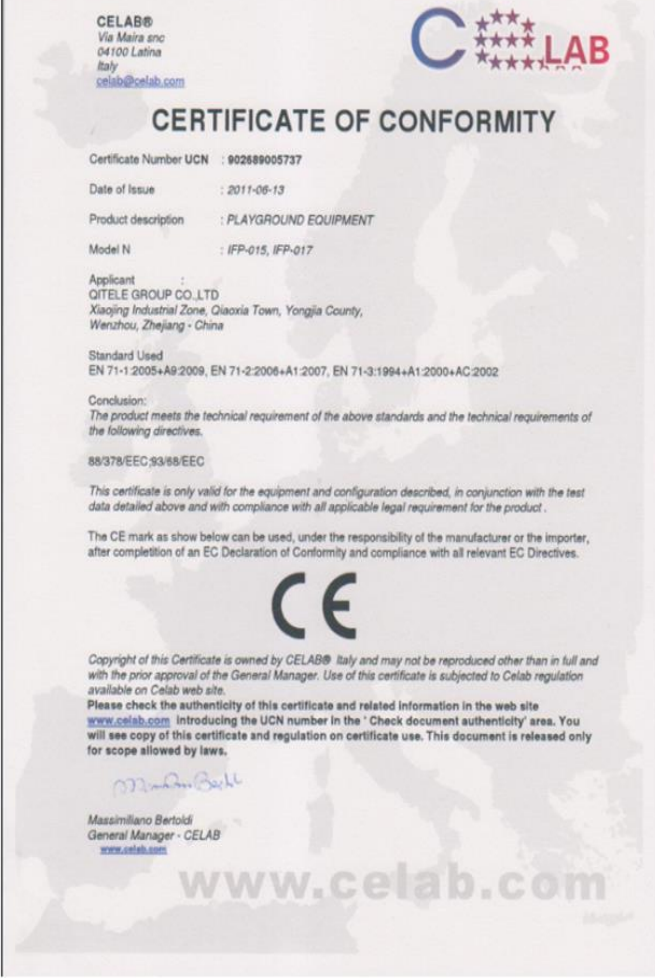 CELAB®
Via Maira snc
04100 Latina
Italy
celab@celab.com
C LAB
CERTIFICATE OF CONFORMITY
Certificate Number UCN : 902689005737
Date of Issue : 2011-06-13
Product description : PLAYGROUND EQUIPMENT
Model N : IFP-015, IFP-017
Applicant :
QITELE GROUP CO.,LTD
Xiaojing Industrial Zone, Qiaoxia Town, Yongjia County,
Wenzhou, Zhejiang - China
Standard Used
EN 71-1:2005+A9:2009, EN 71-2:2006+A1:2007, EN 71-3:1994+A1:2000+AC:2002
Conclusion:
The product meets the technical requirement of the above standards and the technical requirements of
the following directives.
88/378/EEC;93/68/EEC
This certificate is only valid for the equipment and configuration described, in conjunction with the test
data detailed above and with compliance with all applicable legal requirement for the product .
The CE mark as show below can be used, under the responsibility of the manufacturer or the importer,
after completition of an EC Declaration of Conformity and compliance with all relevant EC Directives.
CE
Copyright of this Certificate is owned by CELAB® Italy and may not be reproduced other than in full and
with the prior approval of the General Manager. Use of this certificate is subjected to Celab regulation
available on Celab web site.
Please check the authenticity of this certificate and related information in the web site
www.celab.com introducing the UCN number in the ' Check document authenticity' area. You
will see copy of this certificate and regulation on certificate use. This document is released only
for scope allowed by laws.
Massimiliano Bertoldi
General Manager - CELAB
www.celab.com
www.celab.com